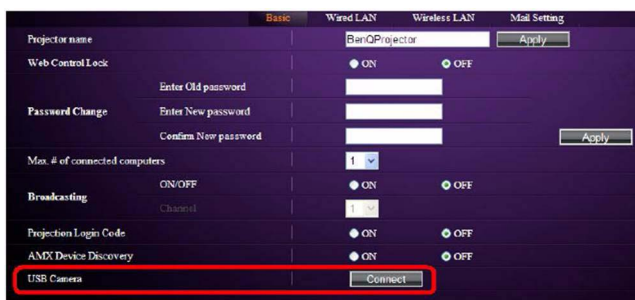 Basic Wired LAN Wireless LAN Mail Setting
Projector name BenQProjector Apply
Web Control Lock ON OFF
Enter Old password
Password Change Enter New password
Confirm New password Apply
Max. # of connected computers 1
ON/OFF ON OFF
Broadcasting
Channel 1
Projection Login Code ON OFF
AMX Device Discovery ON OFF
USB Camera Connect